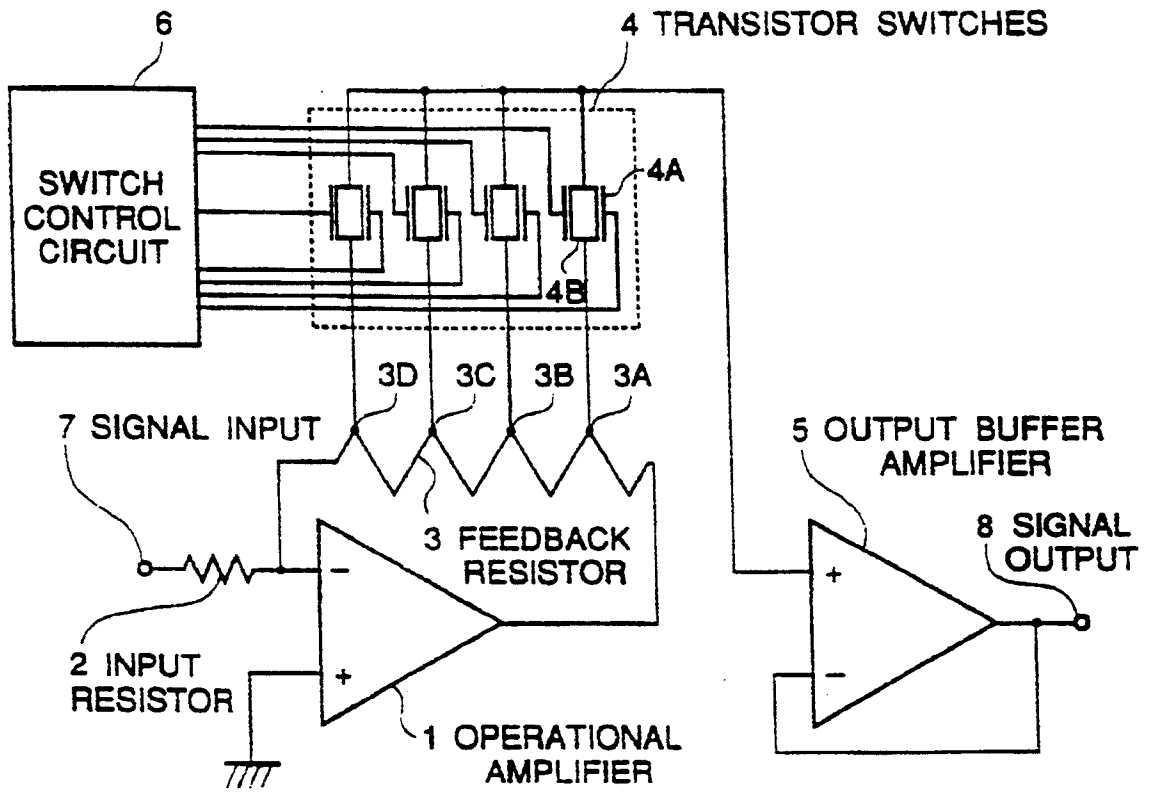 6
4 TRANSISTOR SWITCHES
SWITCH
CONTROL
CIRCUIT
4A
4B
3D
3C
3B
3A
7 SIGNAL INPUT
5 OUTPUT BUFFER
AMPLIFIER
3 FEEDBACK
RESISTOR
8 SIGNAL
OUTPUT
−
+
+
−
2 INPUT
RESISTOR
1 OPERATIONAL
AMPLIFIER